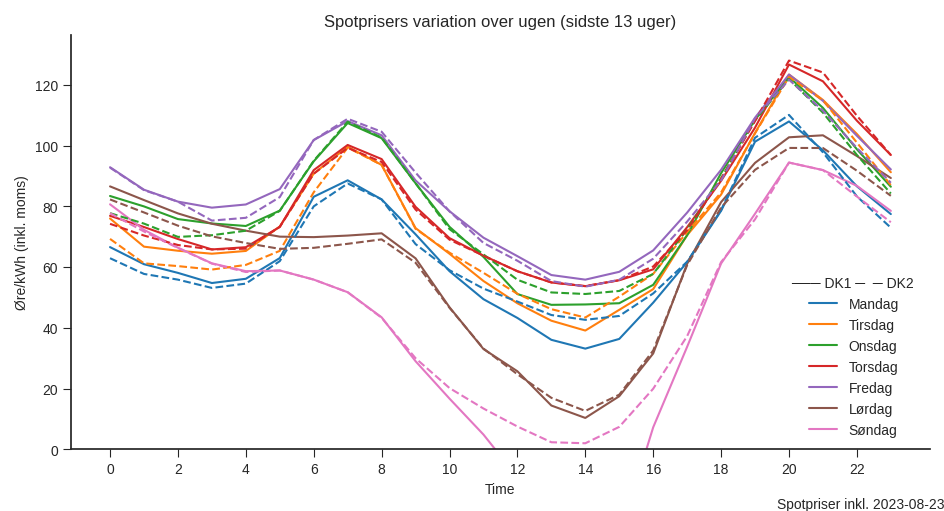 Spotprisers variation over ugen (sidste 13 uger)
Øre/kWh (inkl. moms)
120
100
80
60
40
20
0
0 2 4 6 8 10 12 14 16 18 20 22
Time
DK1 DK2
Mandag
Tirsdag
Onsdag
Torsdag
Fredag
Lørdag
Søndag
Spotpriser inkl. 2023-08-23